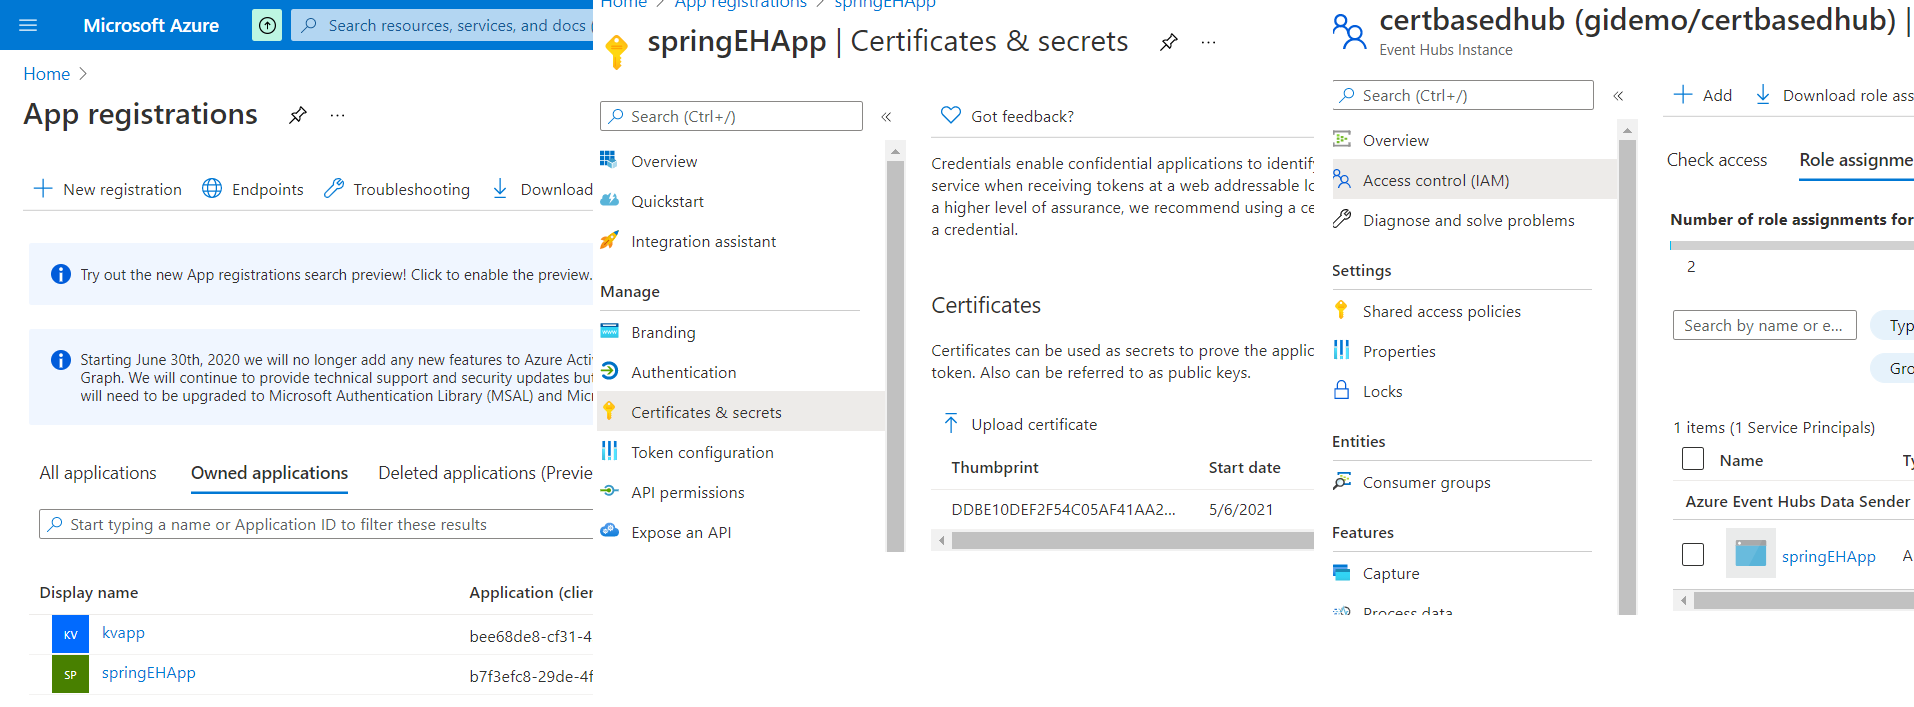 Microsoft Azure
Search resources, services, and docs (
Home
App registrations
...
New registration
Endpoints
Troubleshooting
Download
Try out the new App registrations search preview! Click to enable the preview.
Starting June 30th, 2020 we will no longer add any new features to Azure Acti
Graph. We will continue to provide technical support and security updates but
will need to be upgraded to Microsoft Authentication Library (MSAL) and Micr
All applications
Owned applications
Deleted applications (Previe
Start typing a name or Application ID to filter these results
Display name
Application (clien
KV
kvapp
bee68de8-cf31-4
SP
springEHApp
b7f3efc8-29de-4f
Home > App registrations > springEHApp
springEHApp | Certificates & secrets
...
Search (Ctrl+/)
«
Overview
Quickstart
Integration assistant
Manage
Branding
Authentication
Certificates & secrets
Token configuration
API permissions
Expose an API
Got feedback?
Credentials enable confidential applications to identify
service when receiving tokens at a web addressable lo
a higher level of assurance, we recommend using a ce
a credential.
Certificates
Certificates can be used as secrets to prove the applic
token. Also can be referred to as public keys.
Upload certificate
Thumbprint
Start date
DDBE10DEF2F54C05AF41AA2...
5/6/2021
certbasedhub (gidemo/certbasedhub) |
Event Hubs Instance
Search (Ctrl+/)
«
Overview
Access control (IAM)
Diagnose and solve problems
Settings
Shared access policies
Properties
Locks
Entities
Consumer groups
Features
Capture
Process data
Add
Download role ass
Check access
Role assignme
Number of role assignments for
2
Search by name or e...
Typ
Gro
1 items (1 Service Principals)
Name
Ty
Azure Event Hubs Data Sender
springEHApp
A